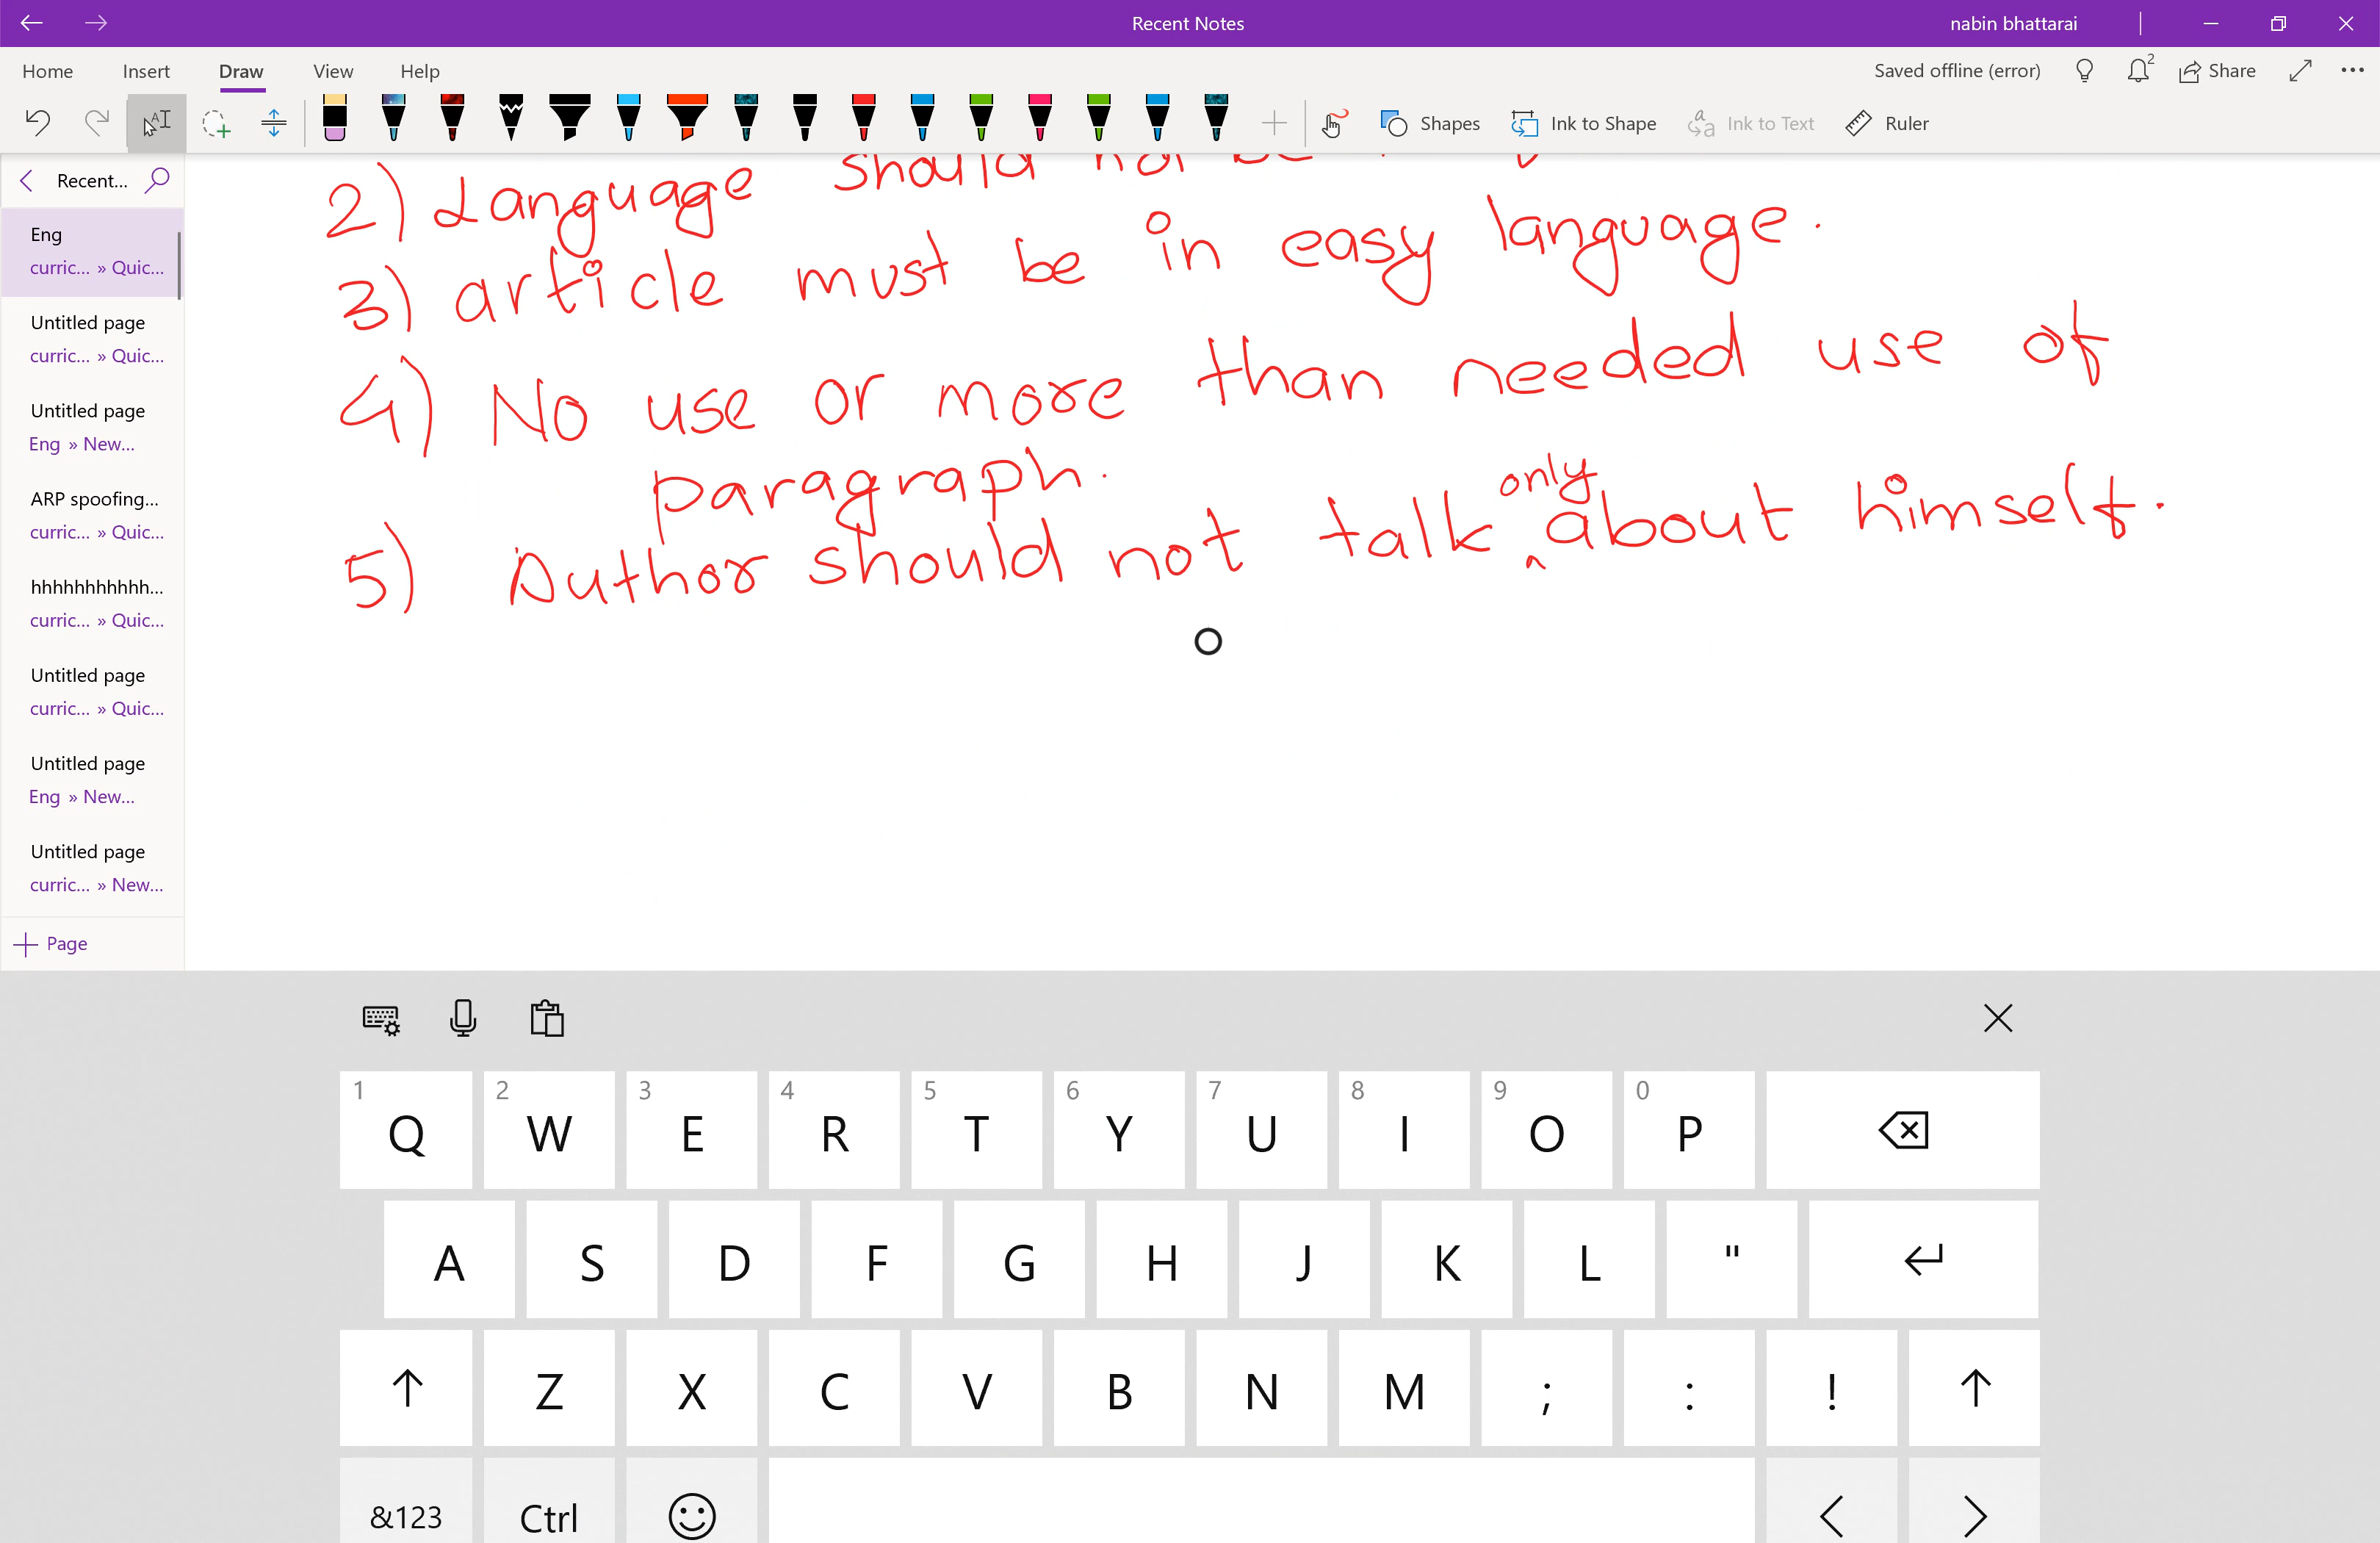 Recent Notes
nabin bhattarai
Home Insert Draw View Help
Saved offline (error) 2 Share
Shapes Ink to Shape Ink to Text Ruler
Recent...
Eng
curric... » Quic...
Untitled page
curric... » Quic...
Untitled page
Eng » New...
ARP spoofing...
curric... » Quic...
hhhhhhhhhhh...
curric... » Quic...
Untitled page
curric... » Quic...
Untitled page
Eng » New...
Untitled page
curric... » New...
Page
2) Language should not be
3) article must be in easy language.
4) No use or more than needed use of
paragraph.
5) Author should not talk only about himself.
1 2 3 4 5 6 7 8 9 0
Q W E R T Y U I O P
A S D F G H J K L "
Z X C V B N M ; : !
&123 Ctrl